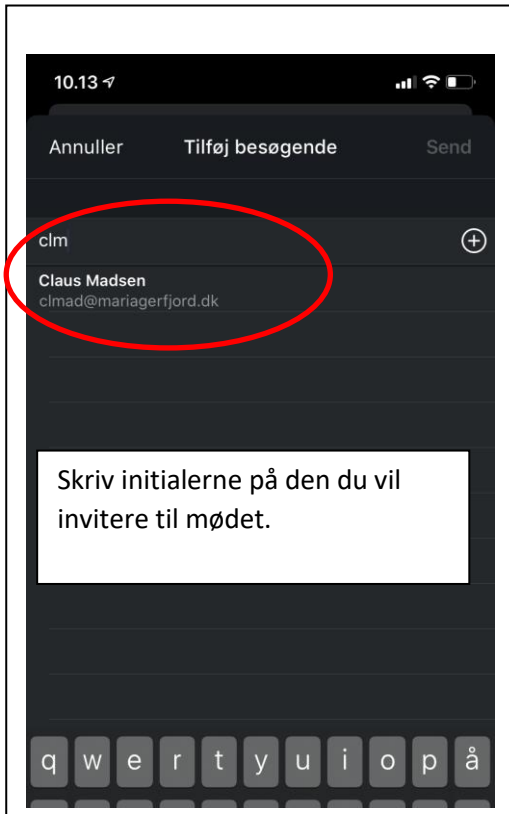 10.13
Annuller Tilføj besøgende Send
clm
Claus Madsen
clmad@mariagerfjord.dk
Skriv initialerne på den du vil
invitere til mødet.
q w e r t y u i o p å